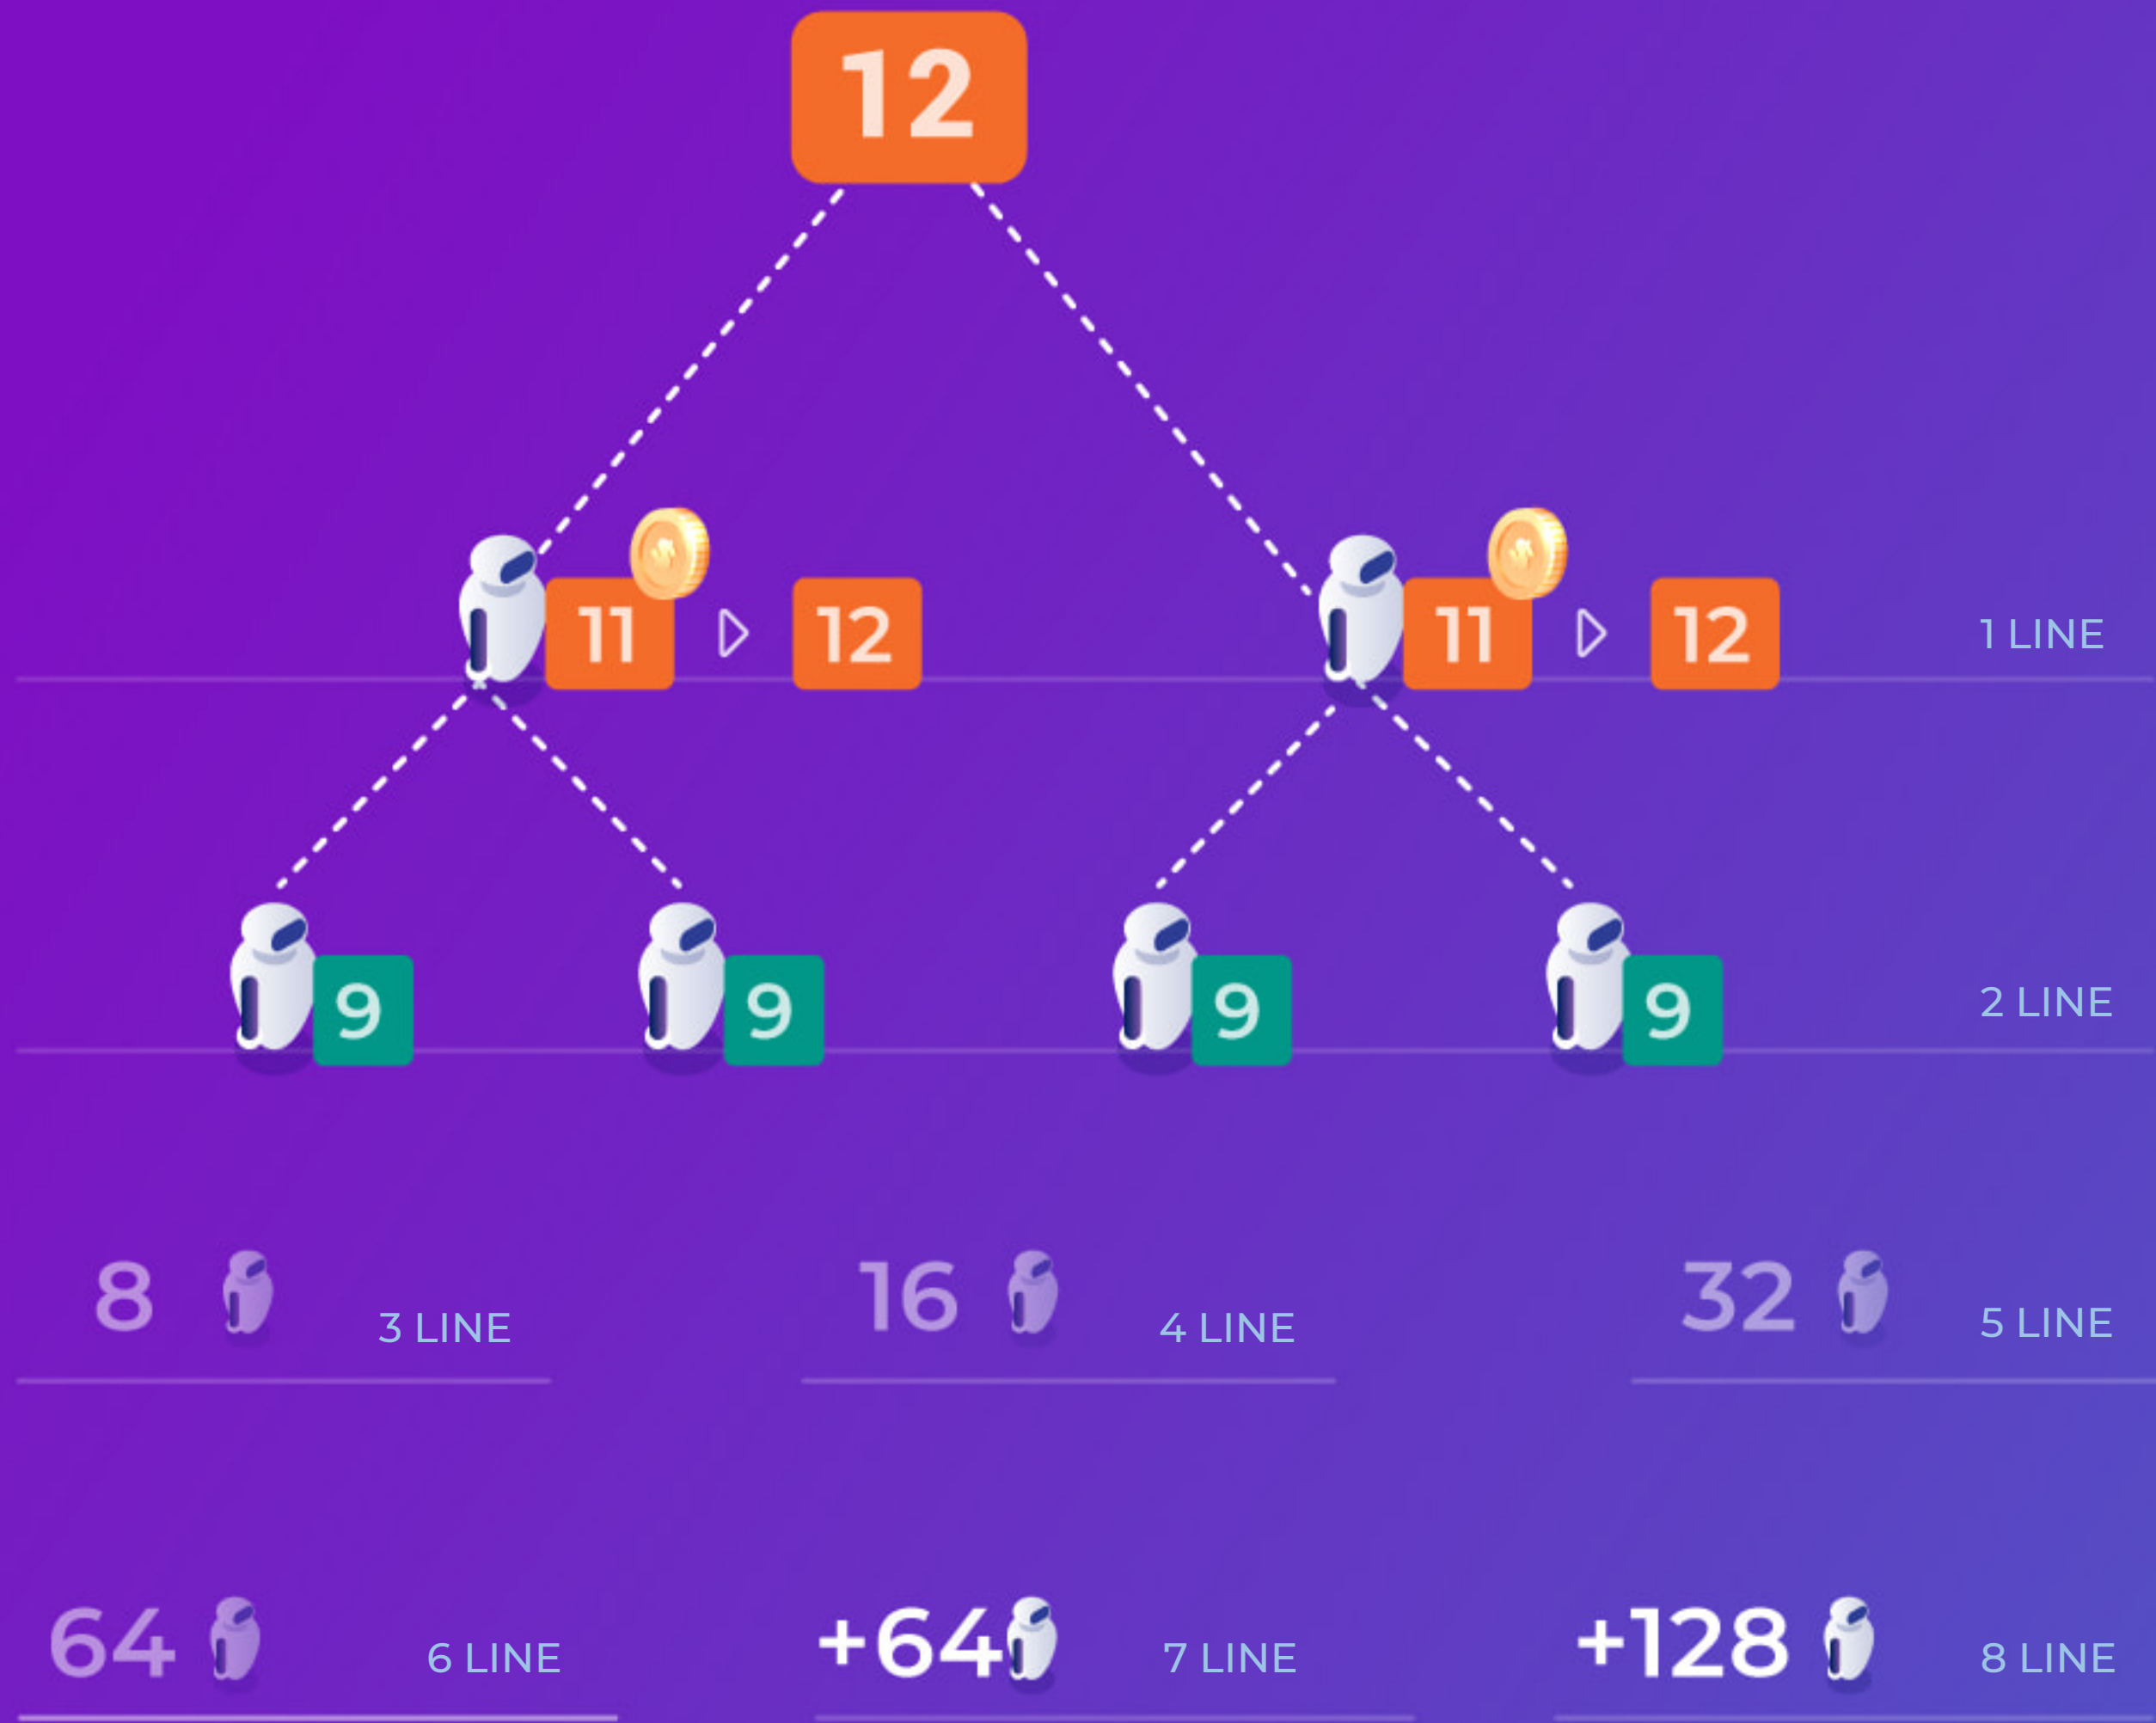 12
11 12 11 12 1 LINE
9 9 9 9 2 LINE
8 3 LINE 16 4 LINE 32 5 LINE
64 6 LINE +64 7 LINE +128 8 LINE